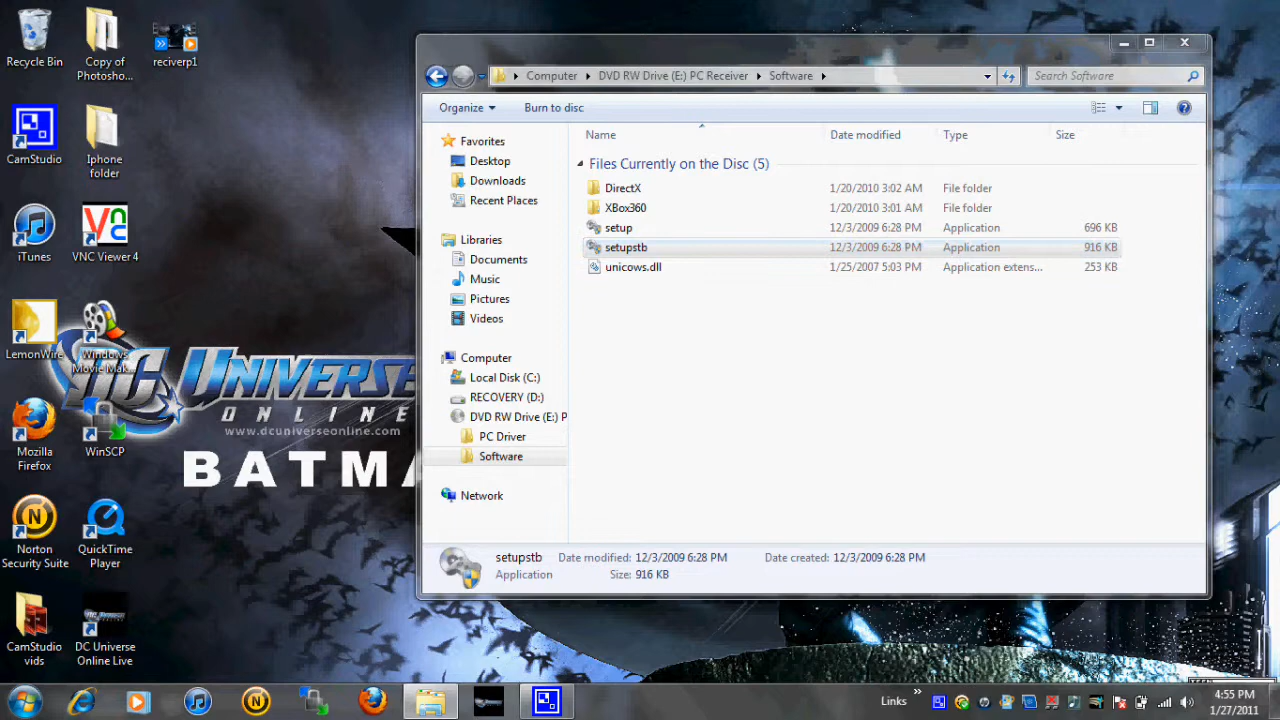 Recycle Bin
Copy of
Photosho...
reciverp1
CamStudio
Iphone
folder
iTunes
VNC Viewer 4
LemonWire
Windows
Movie Mak...
Mozilla
Firefox
WinSCP
Norton
Security Suite
QuickTime
Player
CamStudio
vids
DC Universe
Online Live
DC UNIVERSE
ONLINE
www.dcuniverseonline.com
BATMA
Computer
DVD RW Drive (E:) PC Receiver
Software
Search Software
Organize
Burn to disc
Name
Date modified
Type
Size
Files Currently on the Disc (5)
DirectX 1/20/2010 3:02 AM File folder
XBox360 1/20/2010 3:01 AM File folder
setup 12/3/2009 6:28 PM Application 696 KB
setupstb 12/3/2009 6:28 PM Application 916 KB
unicows.dll 1/25/2007 5:03 PM Application extens... 253 KB
Favorites
Desktop
Downloads
Recent Places
Libraries
Documents
Music
Pictures
Videos
Computer
Local Disk (C:)
RECOVERY (D:)
DVD RW Drive (E:) P
PC Driver
Software
Network
setupstb Date modified: 12/3/2009 6:28 PM Date created: 12/3/2009 6:28 PM
Application Size: 916 KB
Links
4:55 PM
1/27/2011